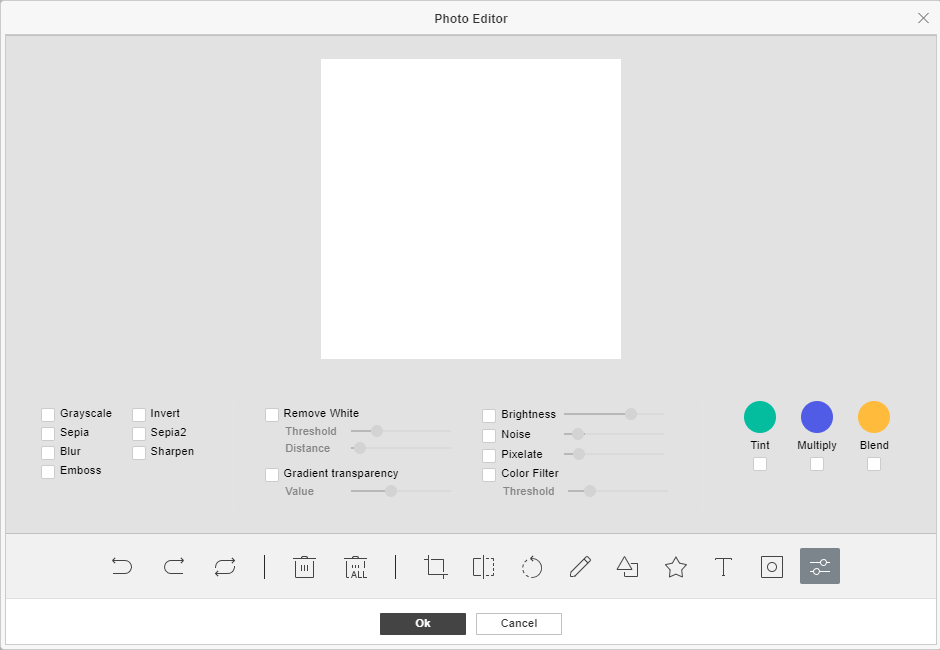 Photo Editor
Grayscale
Invert
Sepia
Sepia2
Blur
Sharpen
Emboss
Remove White
Threshold
Distance
Gradient transparency
Value
Brightness
Noise
Pixelate
Color Filter
Threshold
Tint
Multiply
Blend
ALL
Ok
Cancel